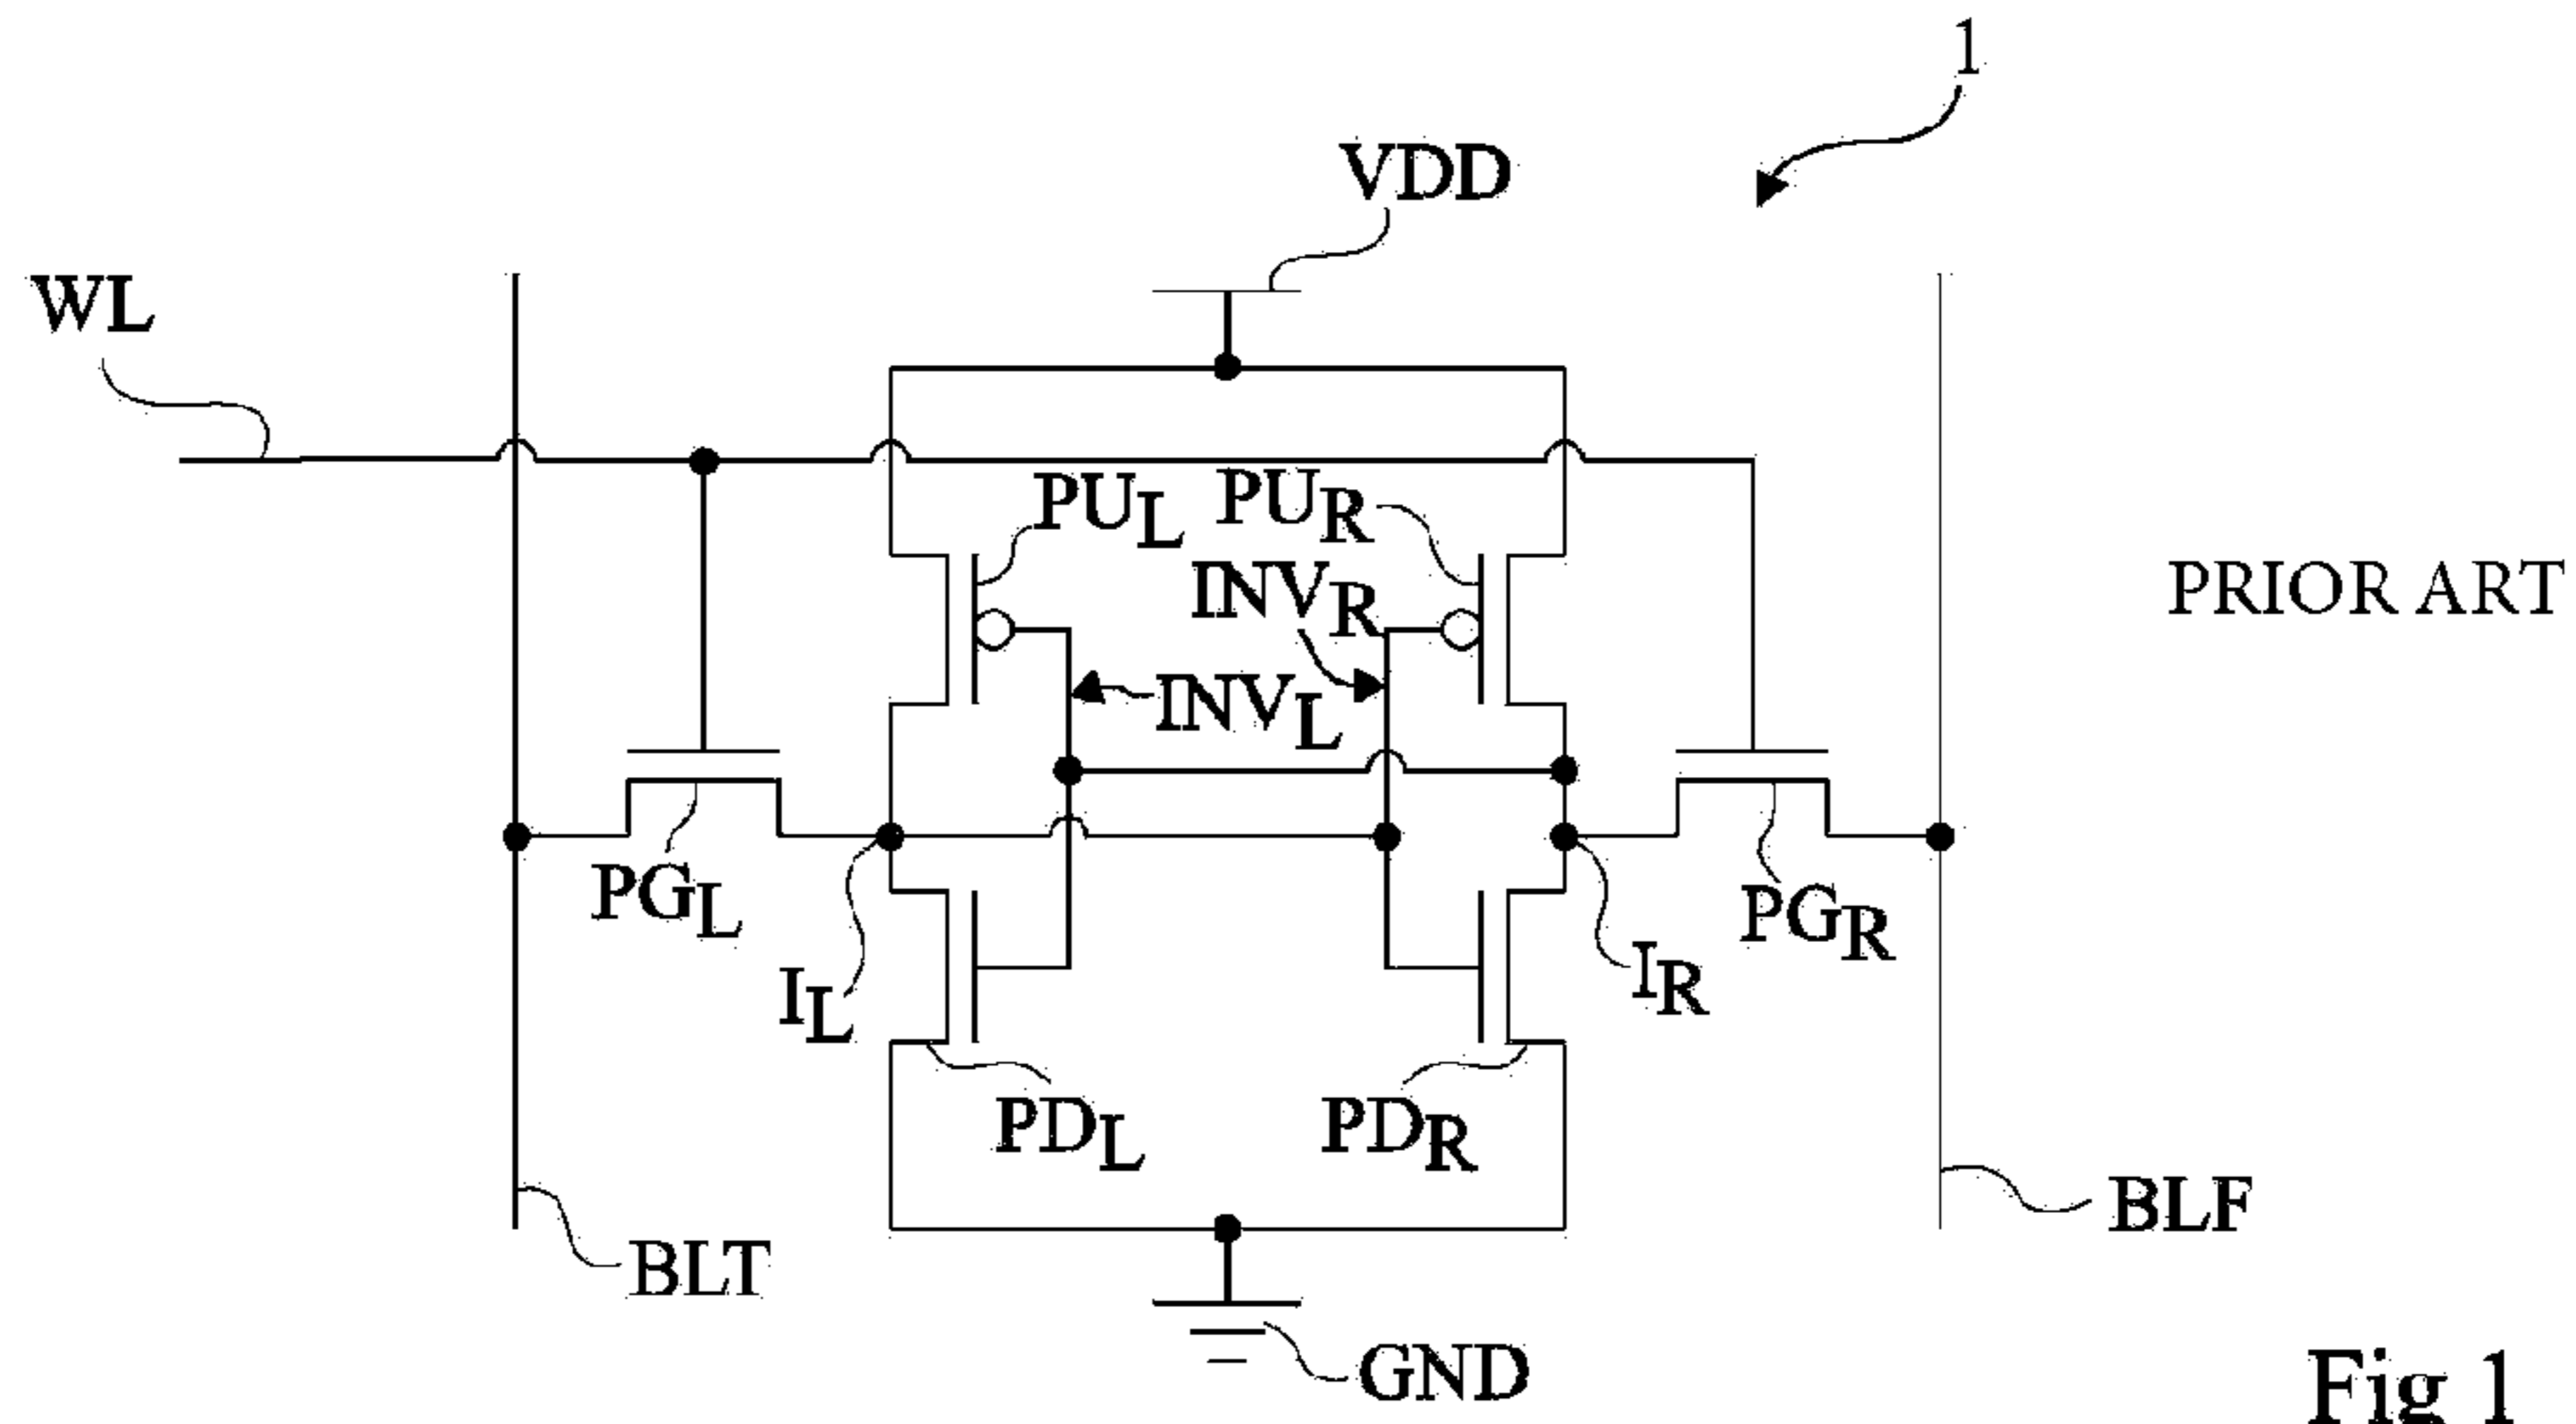 1
VDD
WL
PUL
PUR
INVR
PRIOR ART
INVL
PGL
PGR
IL
IR
PDL
PDR
BLF
BLT
GND
Fig 1